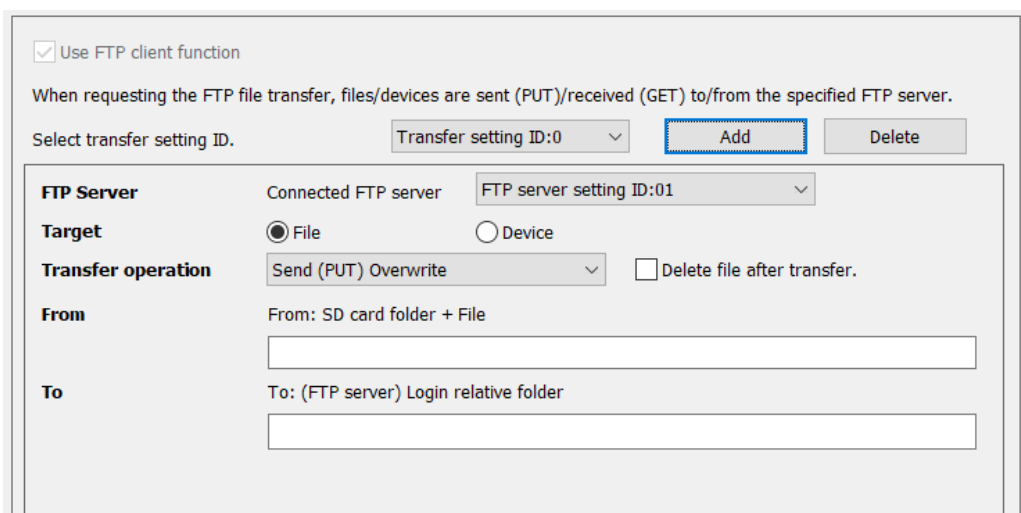 Use FTP client function
When requesting the FTP file transfer, files/devices are sent (PUT)/received (GET) to/from the specified FTP server.
Select transfer setting ID. Transfer setting ID:0 Add Delete
FTP Server Connected FTP server FTP server setting ID:01
Target File Device
Transfer operation Send (PUT) Overwrite Delete file after transfer.
From From: SD card folder + File
To To: (FTP server) Login relative folder